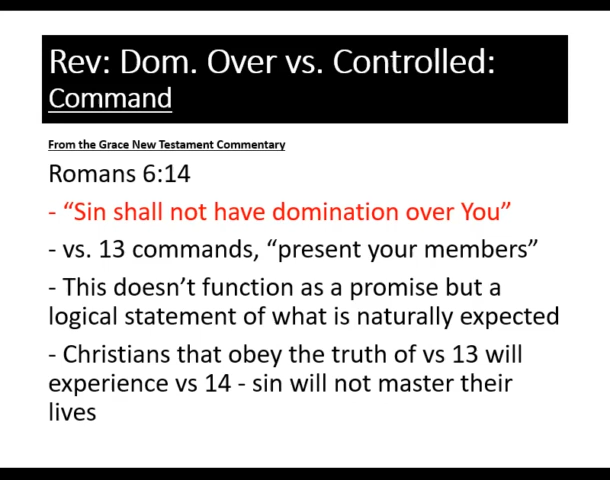 Rev: Dom. Over vs. Controlled:
Command
From the Grace New Testament Commentary
Romans 6:14
- “Sin shall not have domination over You”
- vs. 13 commands, “present your members”
- This doesn’t function as a promise but a
logical statement of what is naturally expected
- Christians that obey the truth of vs 13 will
experience vs 14 - sin will not master their
lives